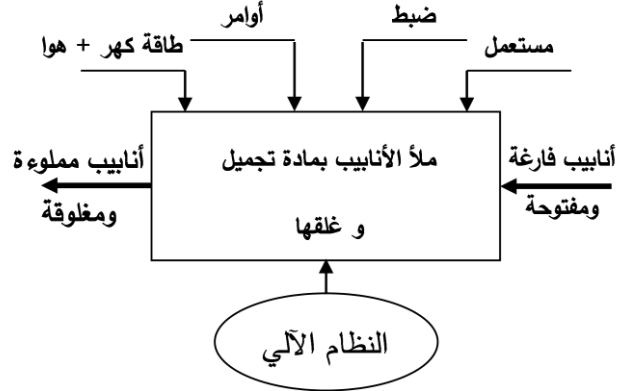 أوامر
ضبط
طاقة كهر + هوا
مستعمل
أنابيب فارغة
ومفتوحة
ملأ الأنابيب بمادة تجميل
و غلقها
أنابيب مملوءة
ومغلوقة
النظام الآلي